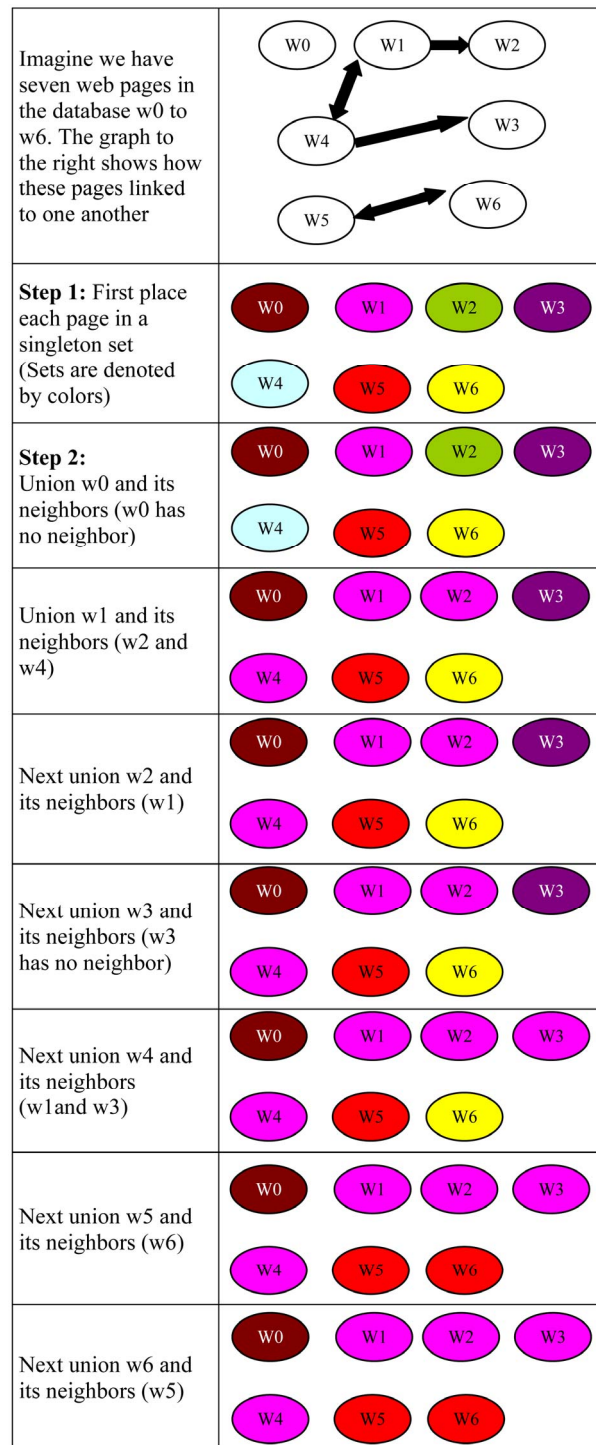 Imagine we have
seven web pages in
the database w0 to
w6. The graph to
the right shows how
these pages linked
to one another
W0 W1 W2
W4 W3
W5 W6
Step 1: First place
each page in a
singleton set
(Sets are denoted
by colors)
W0 W1 W2 W3
W4 W5 W6
Step 2:
Union w0 and its
neighbors (w0 has
no neighbor)
W0 W1 W2 W3
W4 W5 W6
Union w1 and its
neighbors (w2 and
w4)
W0 W1 W2 W3
W4 W5 W6
Next union w2 and
its neighbors (w1)
W0 W1 W2 W3
W4 W5 W6
Next union w3 and
its neighbors (w3
has no neighbor)
W0 W1 W2 W3
W4 W5 W6
Next union w4 and
its neighbors
(w1and w3)
W0 W1 W2 W3
W4 W5 W6
Next union w5 and
its neighbors (w6)
W0 W1 W2 W3
W4 W5 W6
Next union w6 and
its neighbors (w5)
W0 W1 W2 W3
W4 W5 W6